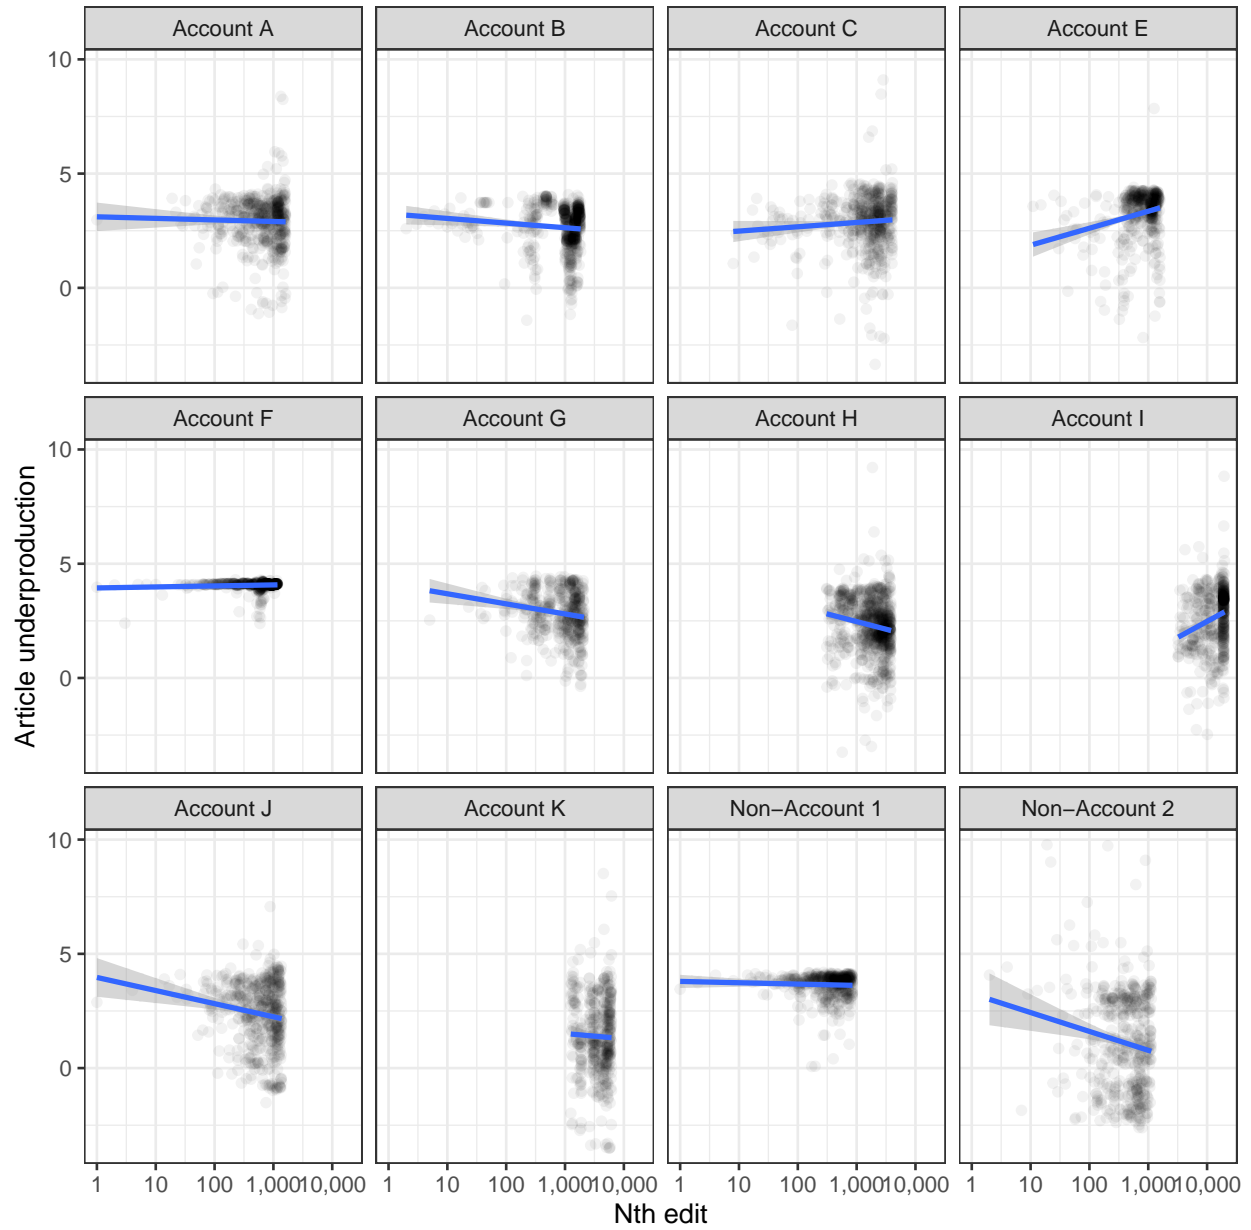 Account A Account B Account C Account E
10
5
0
Account F Account G Account H Account I
10
5
0
Article underproduction
Account J Account K Non−Account 1 Non−Account 2
10
5
0
1 10 100 1,000 10,000 1 10 100 1,000 10,000 1 10 100 1,000 10,000 1 10 100 1,000 10,000
Nth edit